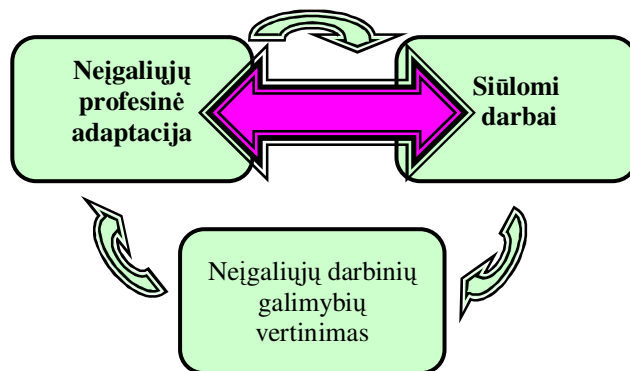 Neįgaliųjų
profesinė
adaptacija
Siūlomi
darbai
Neįgaliųjų darbinių
galimybių
vertinimas